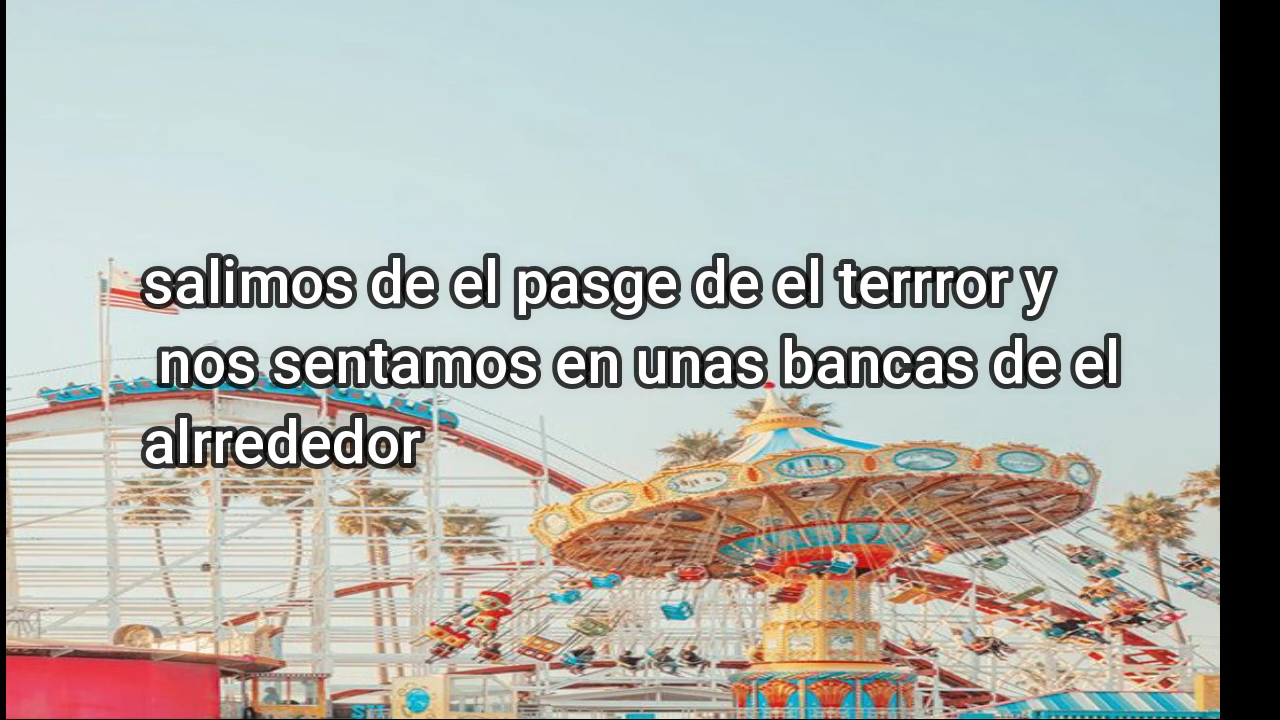 salimos de el pasge de el terrror y
nos sentamos en unas bancas de el
alrrededor